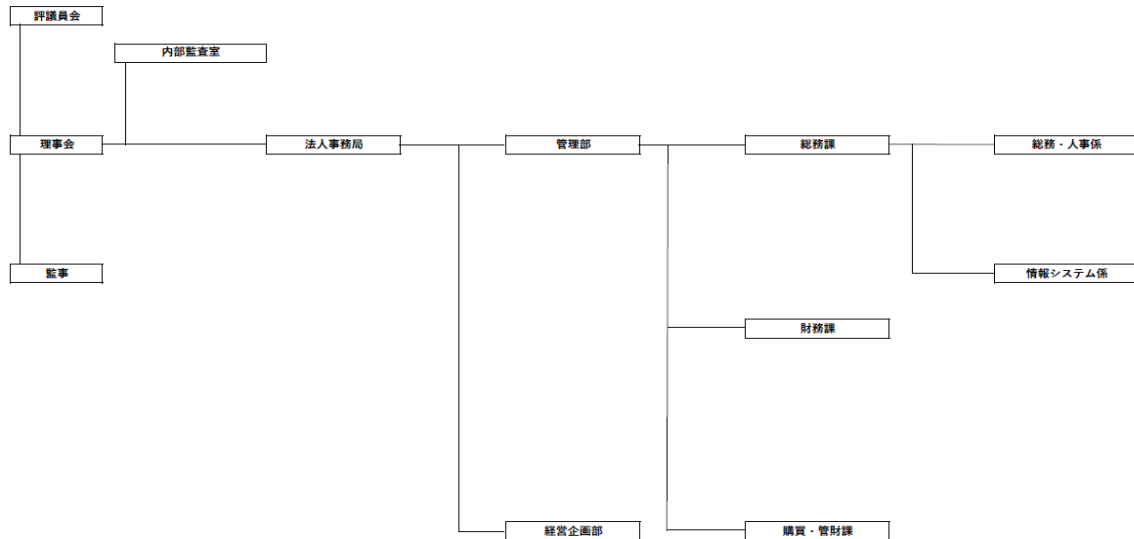 評議員会
内部監査室
理事会
法人事務局
管理部
総務課
総務・人事係
監事
情報システム係
財務課
経営企画部
購買・管財課